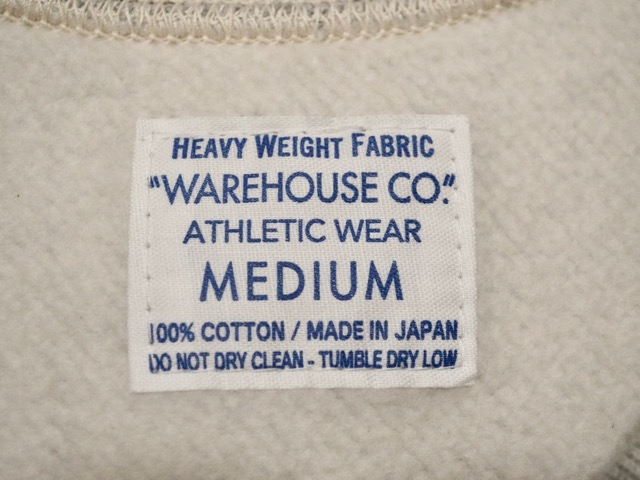 HEAVY WEIGHT FABRIC
"WAREHOUSE CO."
ATHLETIC WEAR
MEDIUM
100% COTTON / MADE IN JAPAN
DO NOT DRY CLEAN - TUMBLE DRY LOW